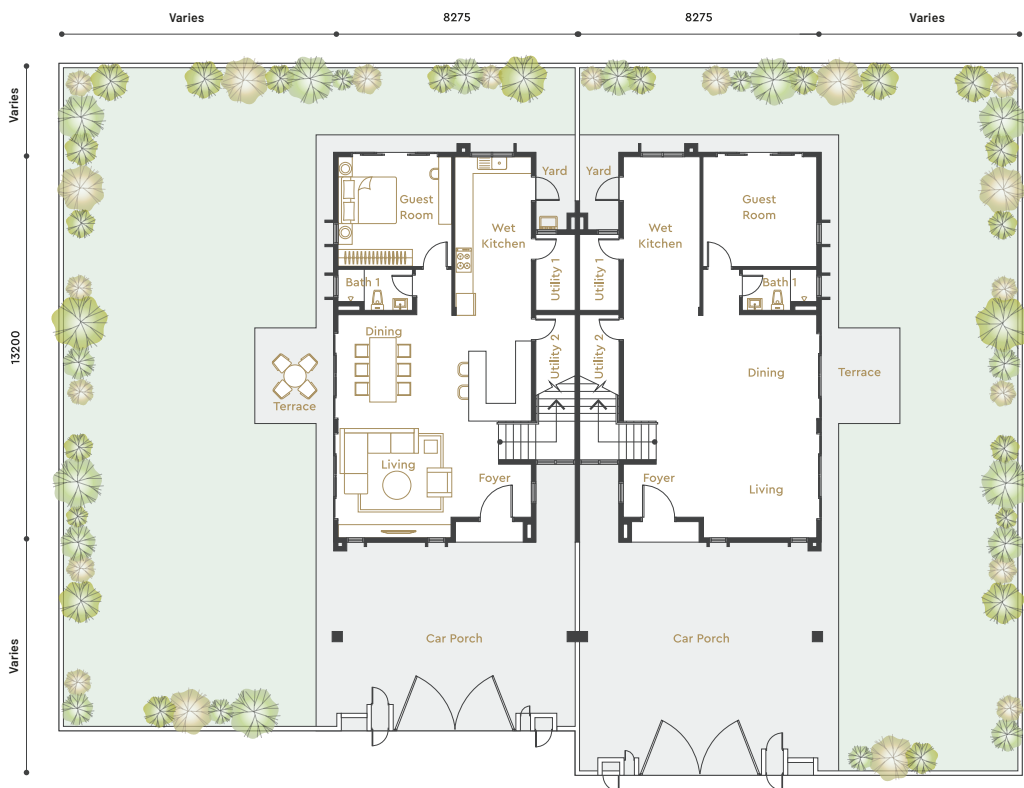 Varies
8275
8275
Varies
Varies
13200
Varies
Yard
Yard
Guest
Room
Wet
Kitchen
Wet
Kitchen
Guest
Room
Utility 1
Utility 1
Bath 1
Bath 1
Dining
Utility 2
Utility 2
Dining
Terrace
Terrace
Living
Foyer
Foyer
Living
Car Porch
Car Porch